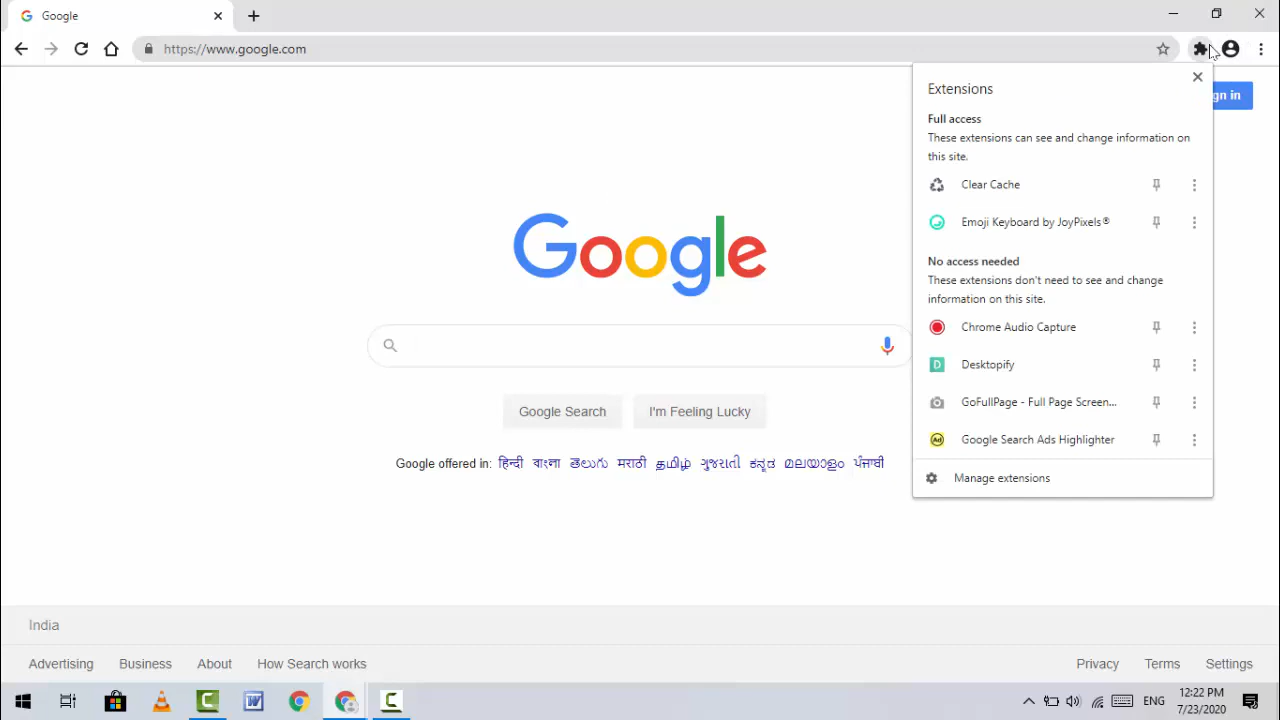 Google
https://www.google.com
Extensions
gn in
Full access
These extensions can see and change information on
this site.
Clear Cache
Emoji Keyboard by JoyPixels®
No access needed
These extensions don't need to see and change
information on this site.
Chrome Audio Capture
D
Desktopify
GoFullPage - Full Page Screen...
Ad
Google Search Ads Highlighter
Manage extensions
Google
Google Search
I'm Feeling Lucky
Google offered in: हिन्दी বাংলা తెలుగు मराठी தமிழ் ગુજરાતી ಕನ್ನಡ മലയാളം ਪੰਜਾਬੀ
India
Advertising Business About How Search works Privacy Terms Settings
C W C ENG 12:22 PM
7/23/2020